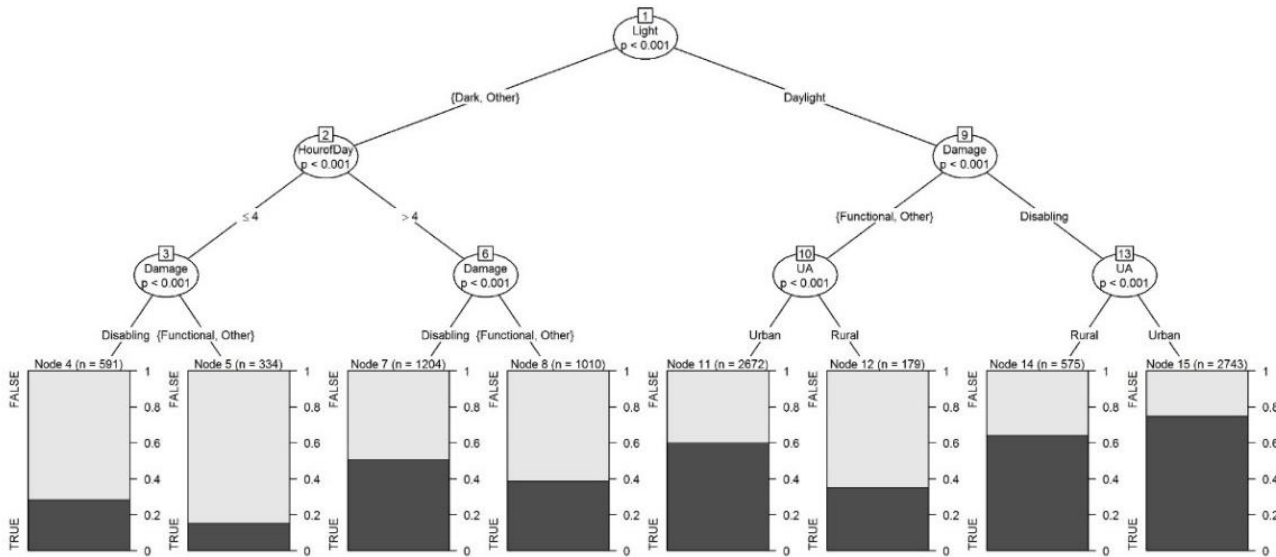 1
Light
p < 0.001
{Dark, Other}
Daylight
2
HourofDay
p < 0.001
9
Damage
p < 0.001
≤ 4
> 4
{Functional, Other}
Disabling
3
Damage
p < 0.001
6
Damage
p < 0.001
10
UA
p < 0.001
13
UA
p < 0.001
Disabling {Functional, Other}
Disabling {Functional, Other}
Urban
Rural
Rural
Urban
Node 4 (n = 591)
FALSE
TRUE
1
0.8
0.6
0.4
0.2
0
Node 5 (n = 334)
FALSE
TRUE
1
0.8
0.6
0.4
0.2
0
Node 7 (n = 1204)
FALSE
TRUE
1
0.8
0.6
0.4
0.2
0
Node 8 (n = 1010)
FALSE
TRUE
1
0.8
0.6
0.4
0.2
0
Node 11 (n = 2672)
FALSE
TRUE
1
0.8
0.6
0.4
0.2
0
Node 12 (n = 179)
FALSE
TRUE
1
0.8
0.6
0.4
0.2
0
Node 14 (n = 575)
FALSE
TRUE
1
0.8
0.6
0.4
0.2
0
Node 15 (n = 2743)
FALSE
TRUE
1
0.8
0.6
0.4
0.2
0